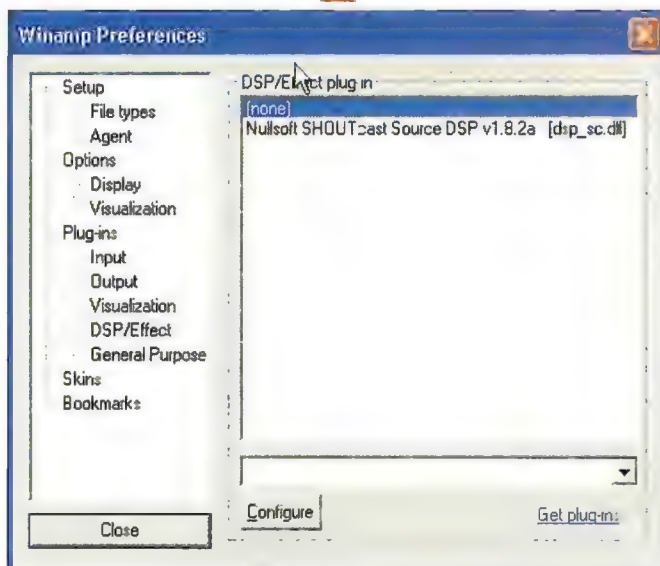 Winamp Preferences
Setup
File types
Agent
Options
Display
Visualization
Plug-ins
Input
Output
Visualization
DSP/Effect
General Purpose
Skins
Bookmarks
Close
DSP/Effect plug-in
(none)
Nullsoft SHOUTcast Source DSP v1.8.2a [dsp_sc.dll]
Configure
Get plug-ins